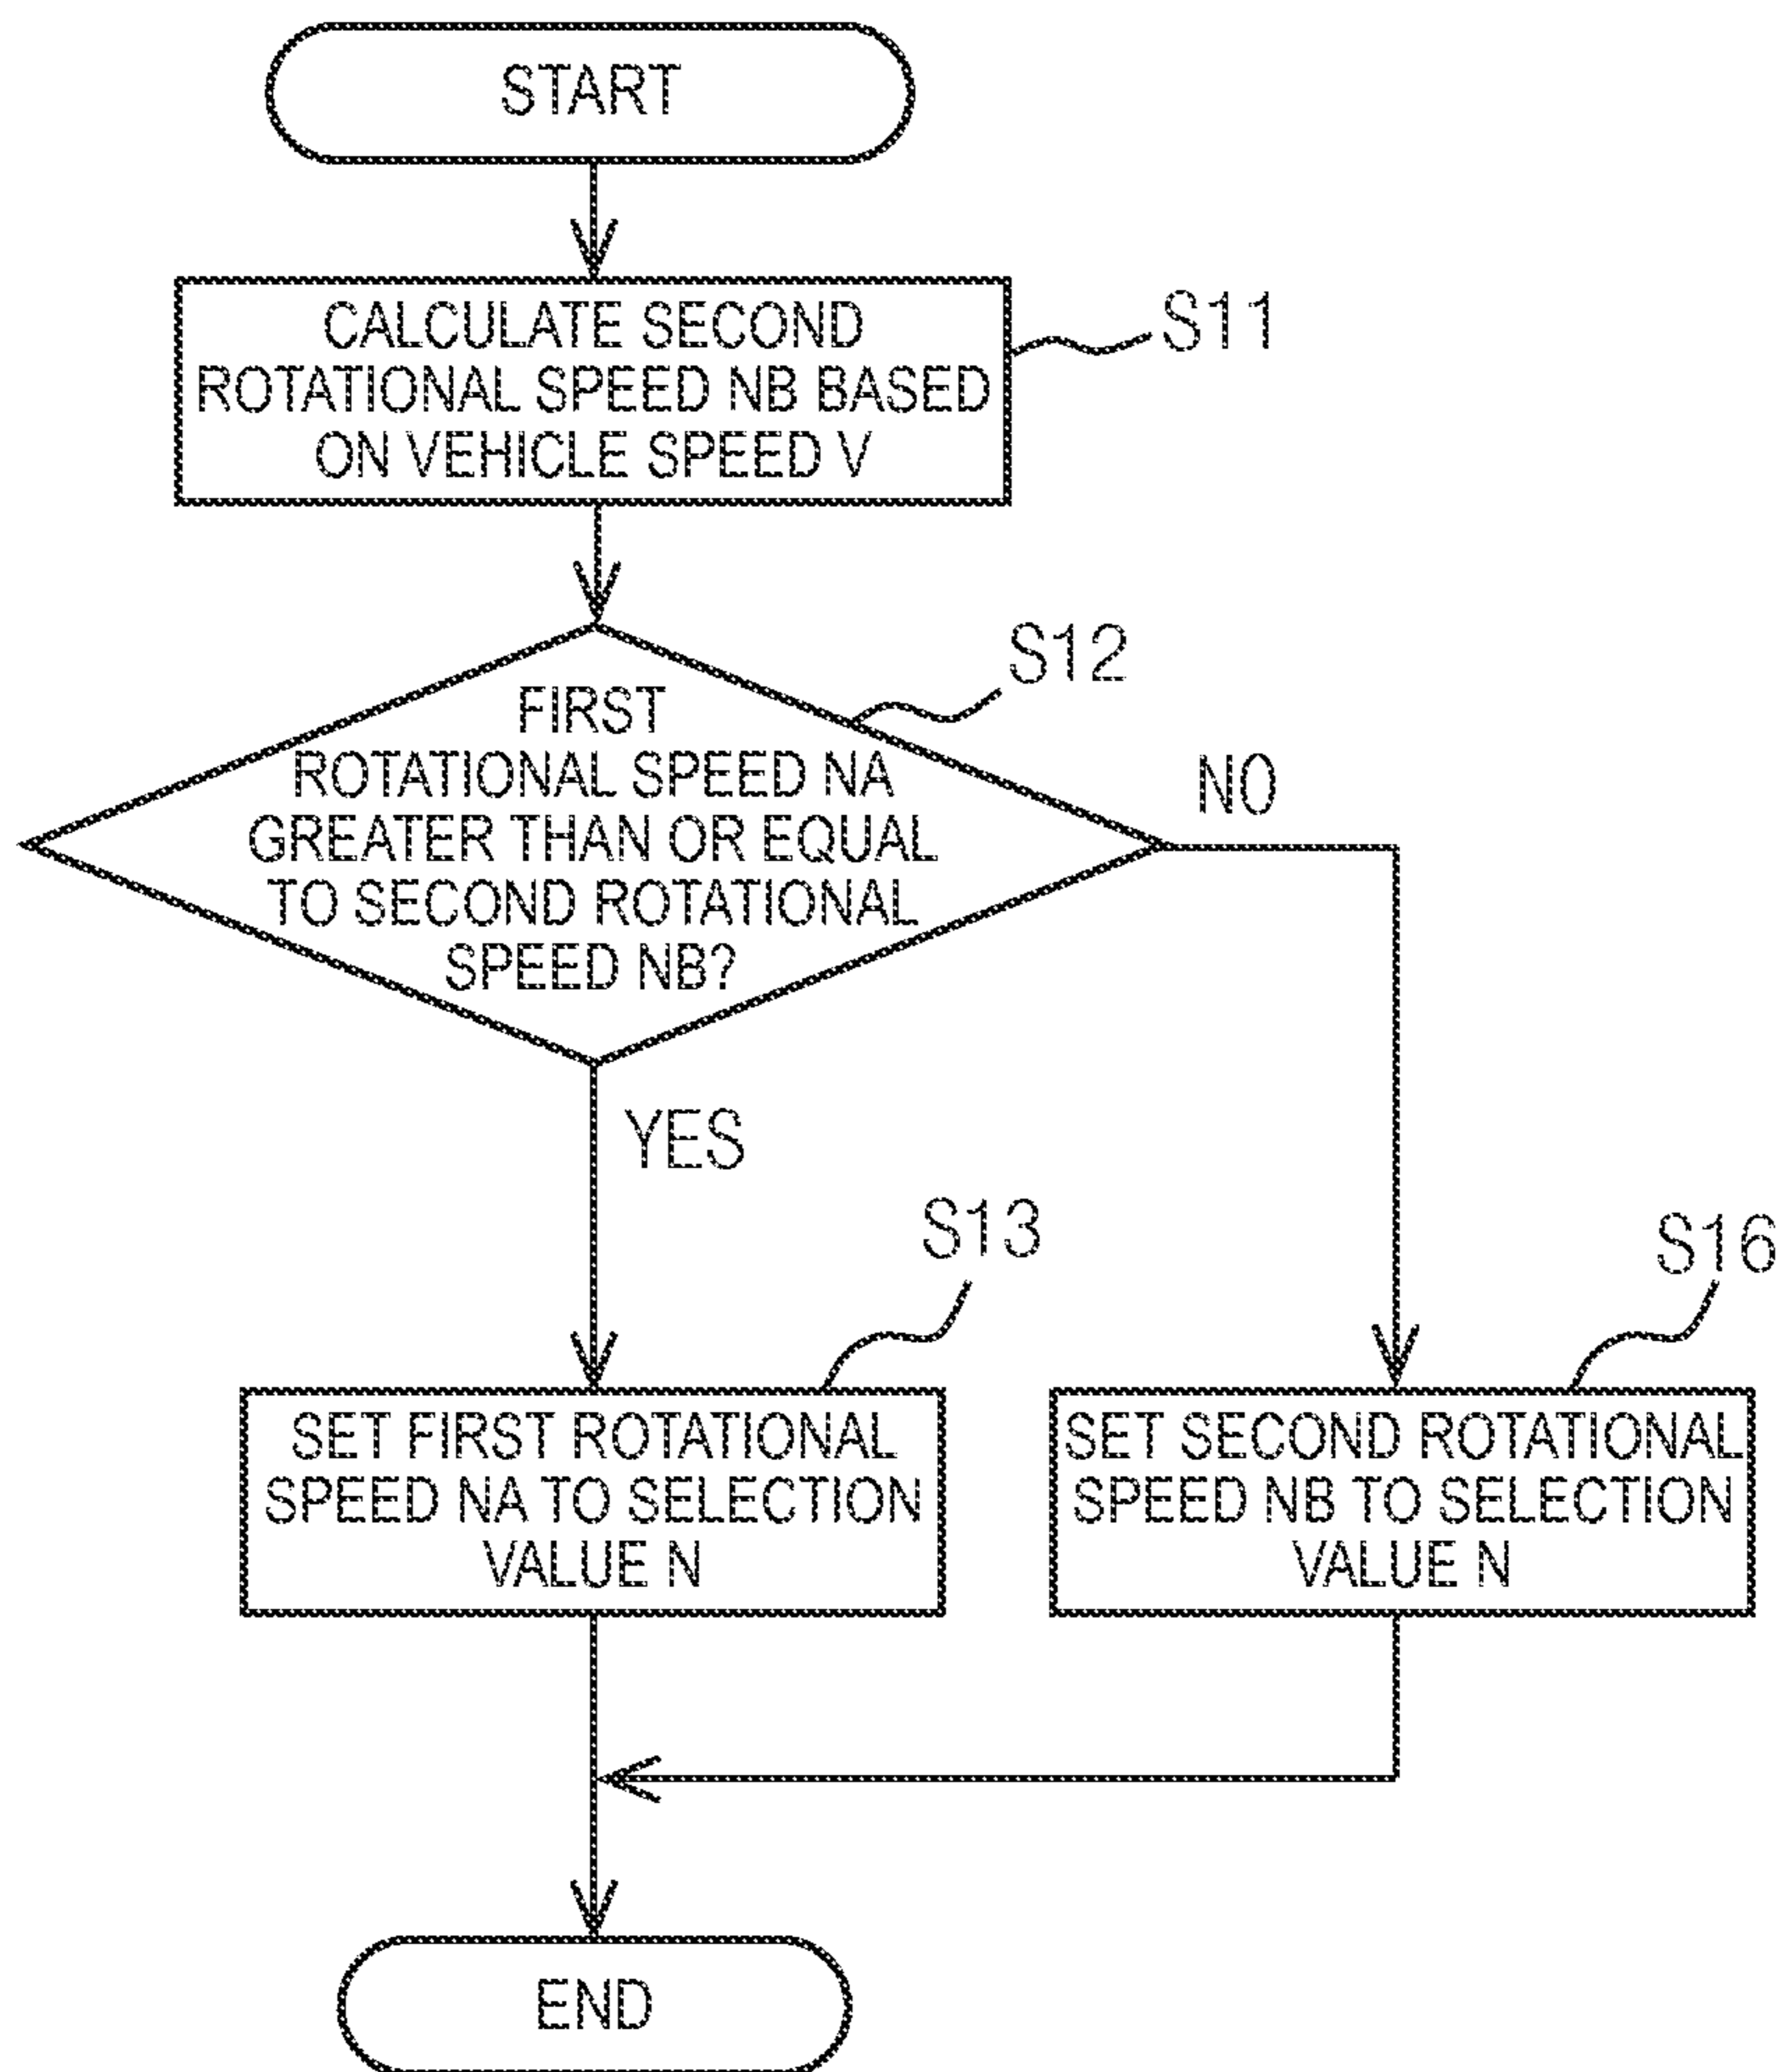 START
CALCULATE SECOND
ROTATIONAL SPEED NB BASED
ON VEHICLE SPEED V
S11
S12
FIRST
ROTATIONAL SPEED NA
GREATER THAN OR EQUAL
TO SECOND ROTATIONAL
SPEED NB?
NO
YES
S13
SET FIRST ROTATIONAL
SPEED NA TO SELECTION
VALUE N
S16
SET SECOND ROTATIONAL
SPEED NB TO SELECTION
VALUE N
END